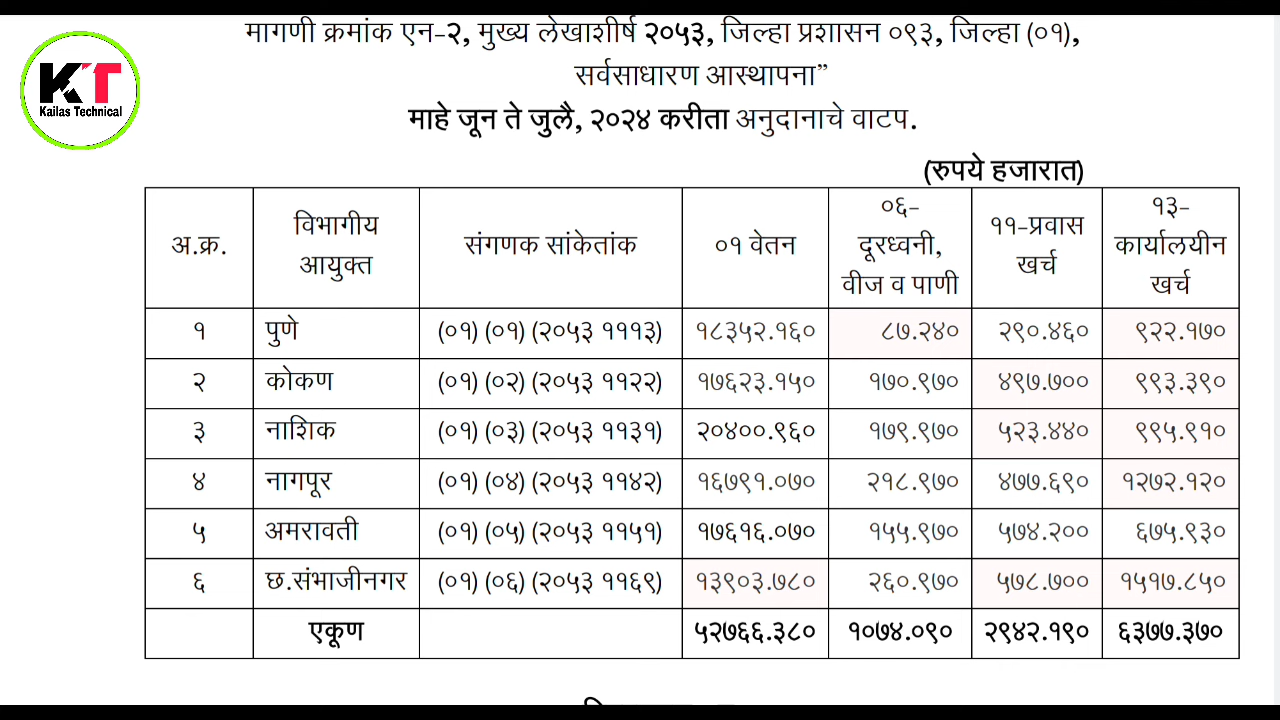 मागणी क्रमांक एन-२, मुख्य लेखाशीर्ष २०५३, जिल्हा प्रशासन ०९३, जिल्हा (०१),
सर्वसाधारण आस्थापना”
माहे जून ते जुलै, २०२४ करीता अनुदानाचे वाटप.
KT
Kailas Technical
(रुपये हजारात)
अ.क्र. विभागीय आयुक्त संगणक सांकेतांक ०१ वेतन ०६- दूरध्वनी, वीज व पाणी ११-प्रवास खर्च १३- कार्यालयीन खर्च
१ पुणे (०१) (०१) (२०५३ १११३) १८३५२.१६० ८७.२४० २९०.४६० ९२२.१७०
२ कोकण (०१) (०२) (२०५३ ११२२) १७६२३.१५० १७०.९७० ४९७.७०० ९९३.३९०
३ नाशिक (०१) (०३) (२०५३ ११३१) २०४००.९६० १७९.९७० ५२३.४४० ९९५.९१०
४ नागपूर (०१) (०४) (२०५३ ११४२) १६७९१.०७० २१८.९७० ४७७.६९० १२७२.१२०
५ अमरावती (०१) (०५) (२०५३ ११५१) १७६१६.०७० १५५.९७० ५७४.२०० ६७५.९३०
६ छ.संभाजीनगर (०१) (०६) (२०५३ ११६९) १३९०३.७८० २६०.९७० ५७८.७०० १५१७.८५०
एकूण ५२७६६.३८० १०७४.०९० २९४२.१९० ६३७७.३७०